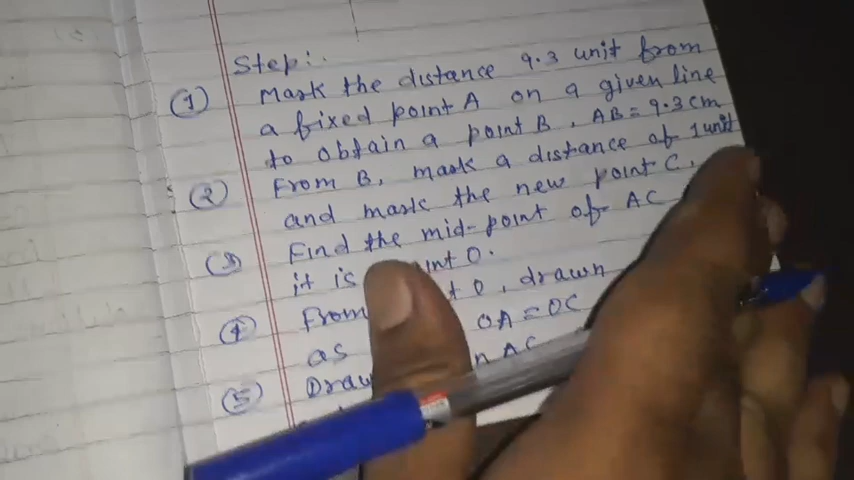 Step:-
(1) Mark the distance 9.3 unit from
a fixed point A on a given line
to obtain a point B, AB = 9.3 cm
(2) From B, mark a distance of 1 unit
and mark the new point C.
(3) Find the mid-point of AC
it is O.
(4) From O, drawn
as OA = OC
(5) AC